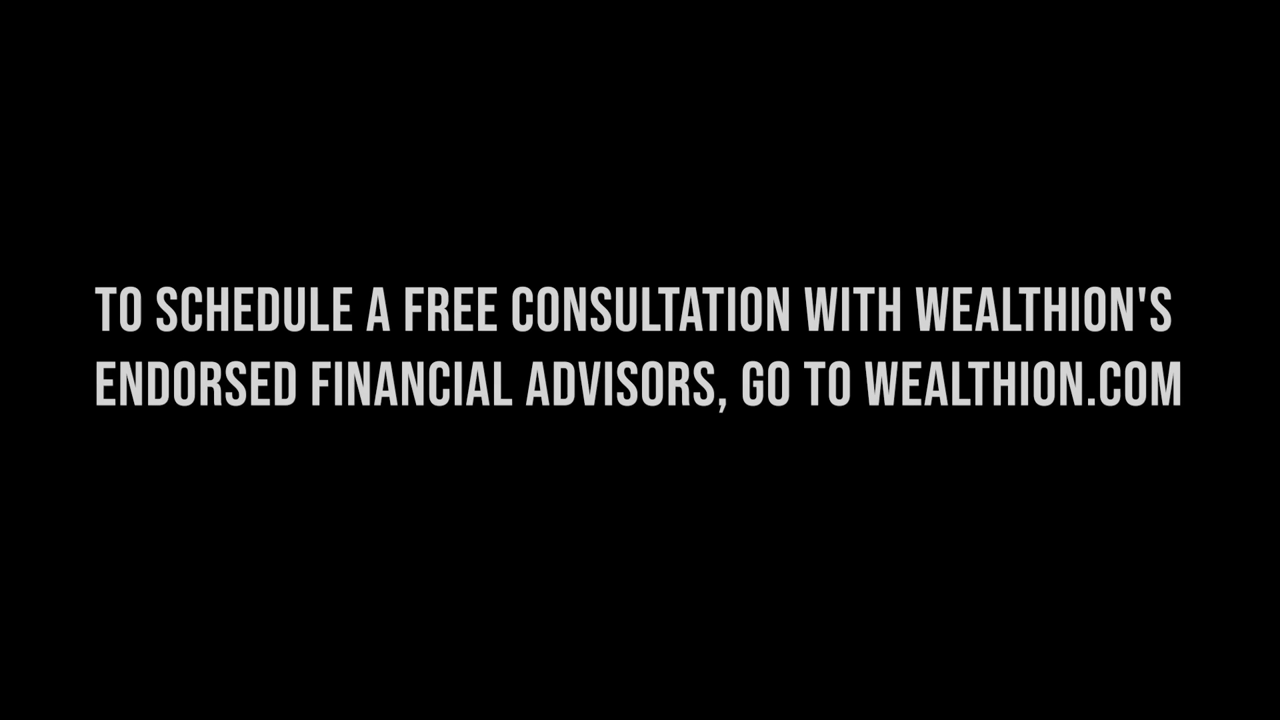 TO SCHEDULE A FREE CONSULTATION WITH WEALTHION'S
ENDORSED FINANCIAL ADVISORS, GO TO WEALTHION.COM